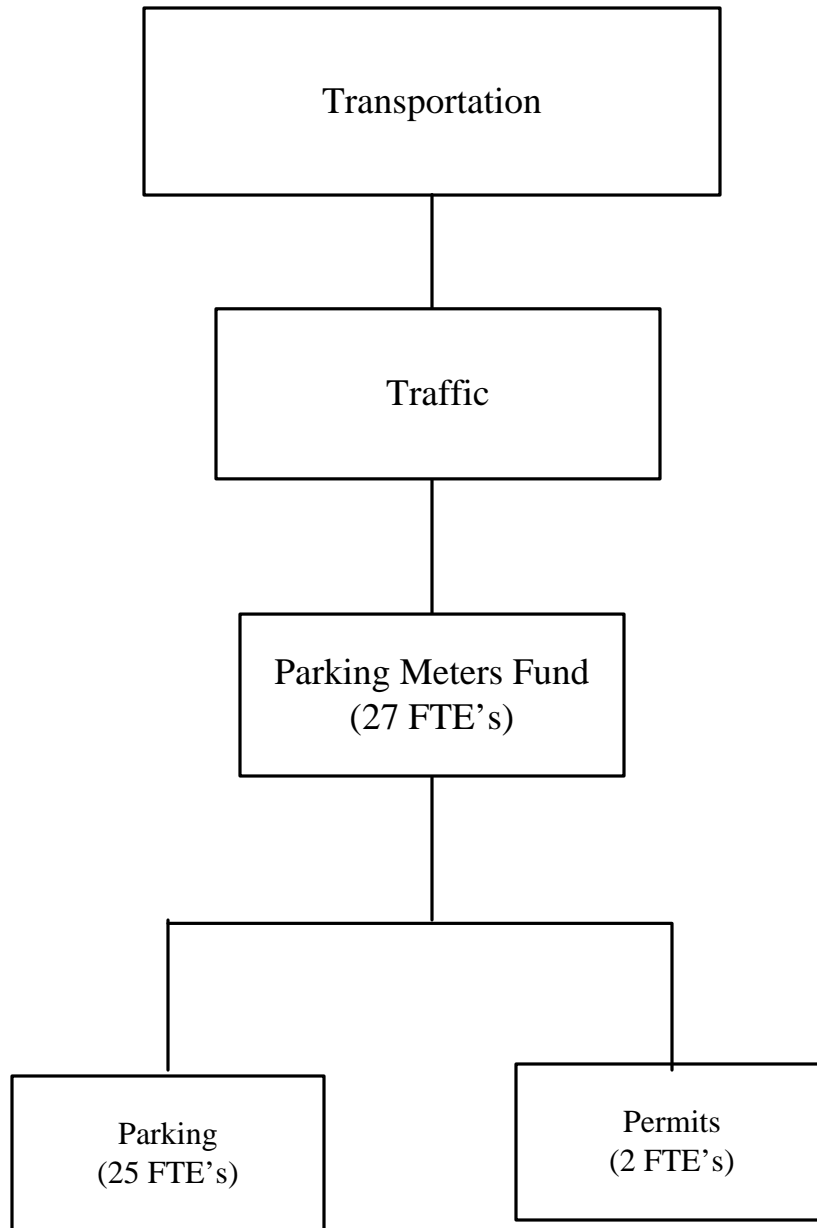 Transportation
Traffic
Parking Meters Fund
(27 FTE’s)
Parking
(25 FTE’s)
Permits
(2 FTE’s)